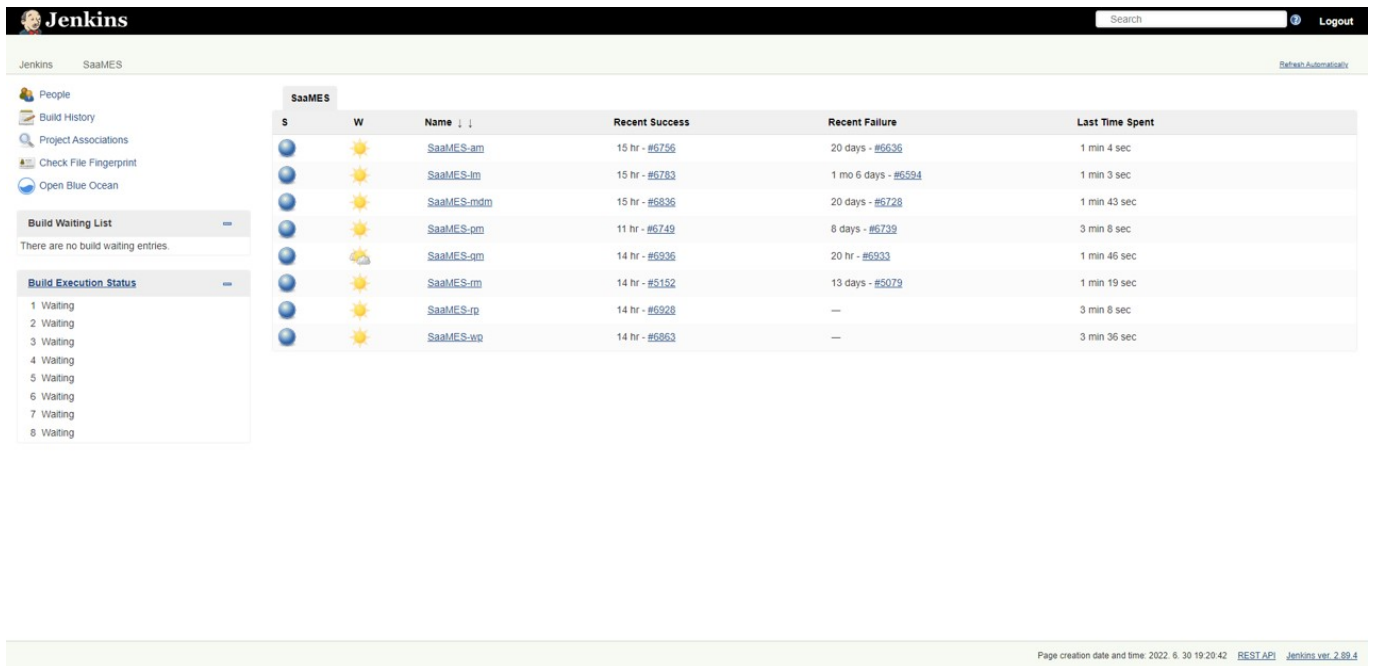 Jenkins
Search
Logout
Jenkins SaaMES
Refresh Automatically
People
Build History
Project Associations
Check File Fingerprint
Open Blue Ocean
Build Waiting List
There are no build waiting entries.
Build Execution Status
1 Waiting
2 Waiting
3 Waiting
4 Waiting
5 Waiting
6 Waiting
7 Waiting
8 Waiting
SaaMES
S W Name ↓ ↓ Recent Success Recent Failure Last Time Spent
SaaMES-am 15 hr - #6756 20 days - #6636 1 min 4 sec
SaaMES-lm 15 hr - #6783 1 mo 6 days - #6594 1 min 3 sec
SaaMES-mdm 15 hr - #6836 20 days - #6728 1 min 43 sec
SaaMES-pm 11 hr - #6749 8 days - #6739 3 min 8 sec
SaaMES-qm 14 hr - #6936 20 hr - #6933 1 min 46 sec
SaaMES-rm 14 hr - #5152 13 days - #5079 1 min 19 sec
SaaMES-rp 14 hr - #6928 — 3 min 8 sec
SaaMES-wp 14 hr - #6863 — 3 min 36 sec
Page creation date and time: 2022. 6. 30 19:20:42 REST API Jenkins ver. 2.89.4